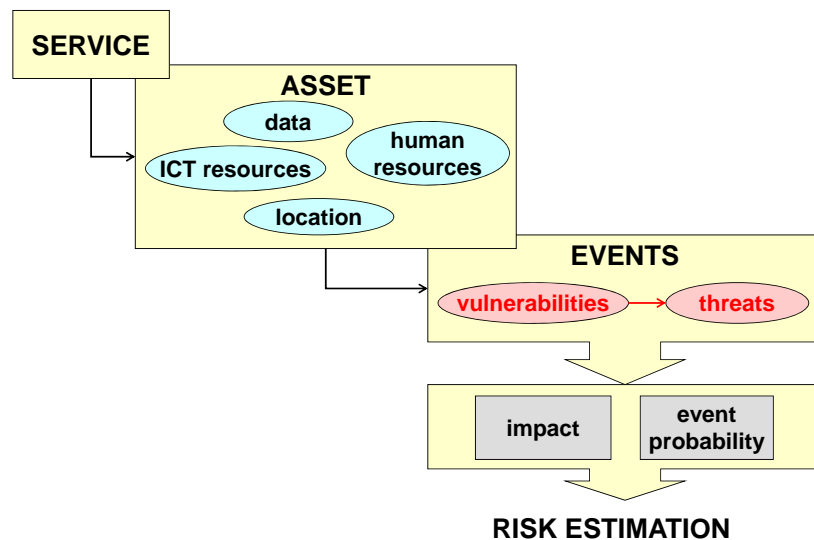 SERVICE
ASSET
data
human
resources
ICT resources
location
EVENTS
vulnerabilities
threats
impact
event
probability
RISK ESTIMATION